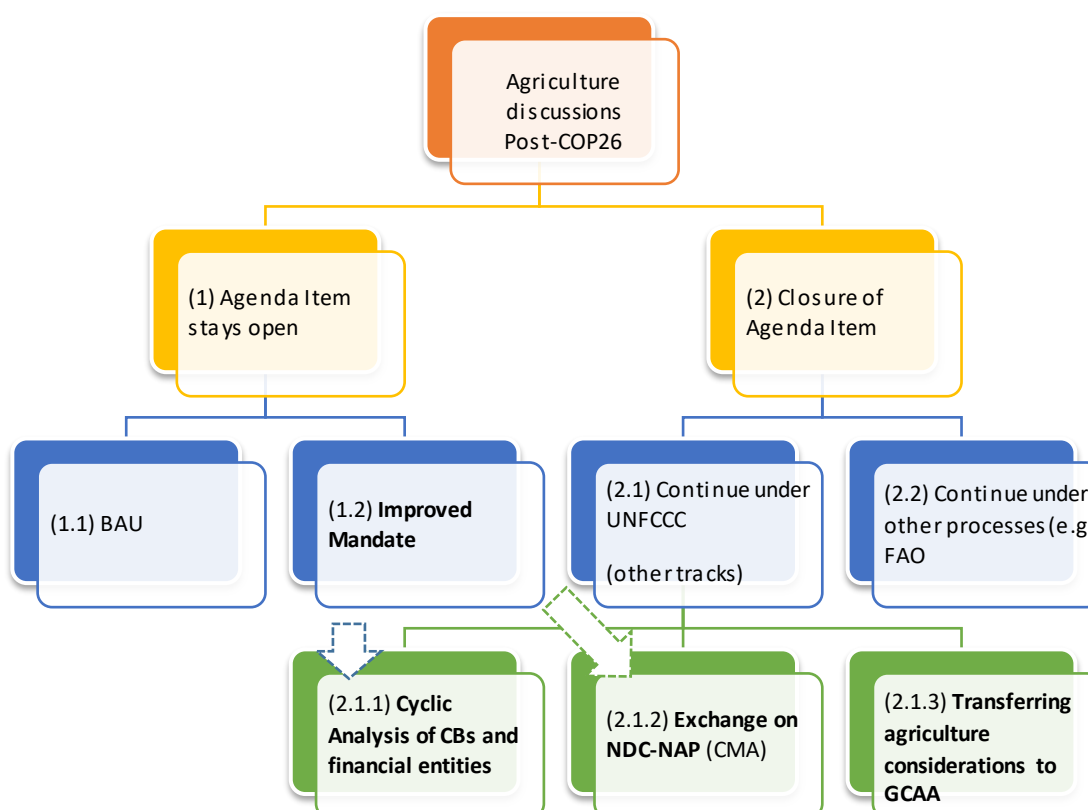 Agriculture
discussions
Post-COP26
(1) Agenda Item
stays open
(2) Closure of
Agenda Item
(1.1) BAU
(1.2) Improved
Mandate
(2.1) Continue under
UNFCCC
(other tracks)
(2.2) Continue under
other processes (e.g
FAO
(2.1.1) Cyclic
Analysis of CBs and
financial entities
(2.1.2) Exchange on
NDC-NAP (CMA)
(2.1.3) Transferring
agriculture
considerations to
GCAA